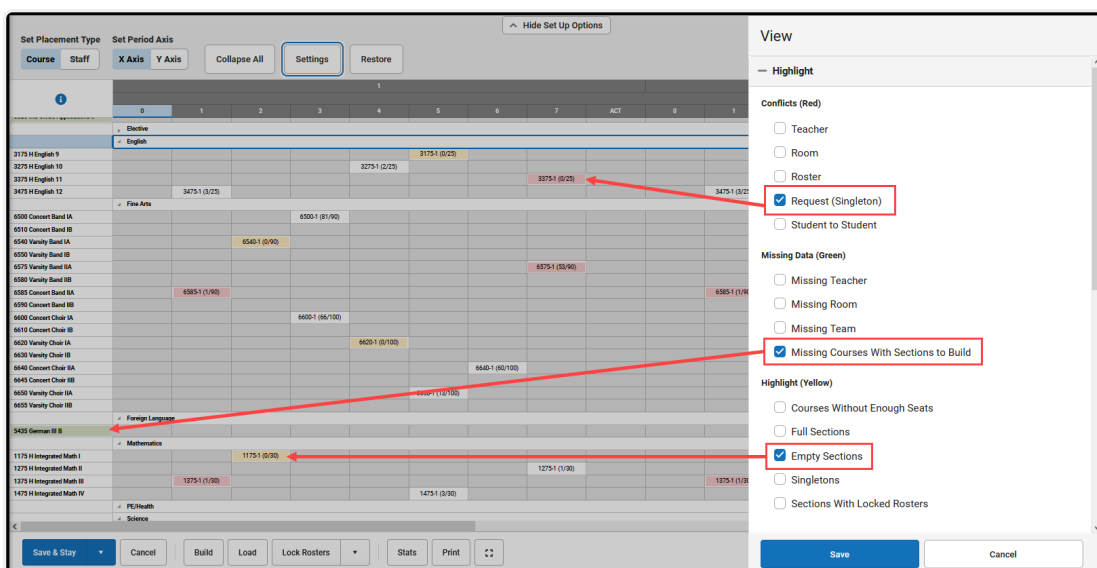 Hide Set Up Options
Set Placement Type Set Period Axis
Course Staff X Axis Y Axis Collapse All Settings Restore
1
0 1 2 3 4 5 6 7 ACT 0 1
Elective
English
3175 H English 9 3175-1 (0/25)
3275 H English 10 3275-1 (2/25)
3375 H English 11 3375-1 (0/25)
3475 H English 12 3475-1 (3/25) 3475-1 (3/25
Fine Arts
6500 Concert Band IA 6500-1 (81/90)
6510 Concert Band IB
6540 Varsity Band IA 6540-1 (0/90)
6550 Varsity Band IB
6575 Varsity Band IIA 6575-1 (53/90)
6580 Varsity Band IIB
6585 Concert Band IIA 6585-1 (1/90) 6585-1 (1/90
6590 Concert Band IIB
6600 Concert Choir IA 6600-1 (66/100)
6610 Concert Choir IB
6620 Varsity Choir IA 6620-1 (0/100)
6630 Varsity Choir IB
6640 Concert Choir IIA 6640-1 (60/100)
6645 Concert Choir IIB
6650 Varsity Choir IIA 6650-1 (13/100)
6655 Varsity Choir IIB
Foreign Language
5435 German III B
Mathematics
1175 H Integrated Math I 1175-1 (0/30)
1275 H Integrated Math II 1275-1 (1/30)
1375 H Integrated Math III 1375-1 (1/30) 1375-1 (1/30
1475 H Integrated Math IV 1475-1 (3/30)
PE/Health
Science
Save & Stay Cancel Build Load Lock Rosters Stats Print
View
Highlight
Conflicts (Red)
Teacher
Room
Roster
Request (Singleton)
Student to Student
Missing Data (Green)
Missing Teacher
Missing Room
Missing Team
Missing Courses With Sections to Build
Highlight (Yellow)
Courses Without Enough Seats
Full Sections
Empty Sections
Singletons
Sections With Locked Rosters
Save Cancel